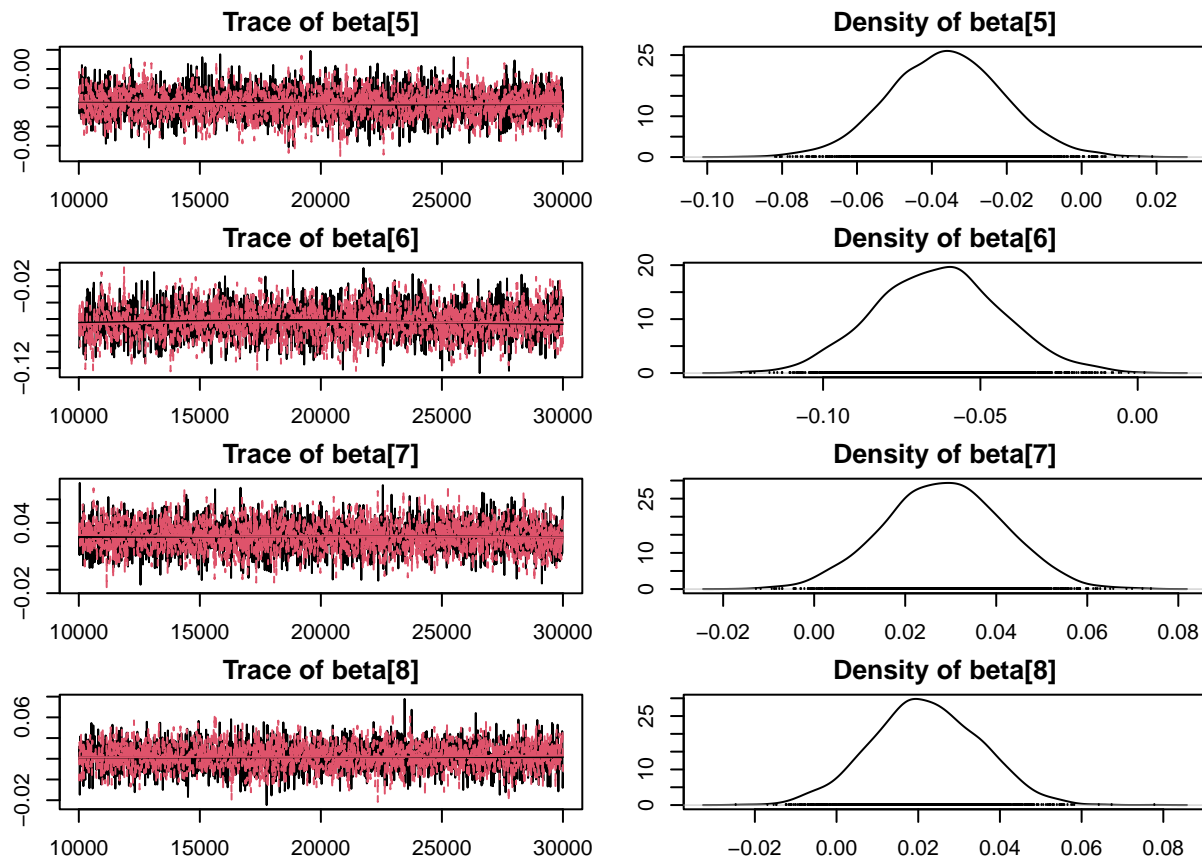 Trace of beta[5]
0.00
−0.08
10000 15000 20000 25000 30000
Density of beta[5]
25
10
0
−0.10 −0.08 −0.06 −0.04 −0.02 0.00 0.02
Trace of beta[6]
−0.02
−0.12
10000 15000 20000 25000 30000
Density of beta[6]
20
10
0
−0.10 −0.05 0.00
Trace of beta[7]
0.04
−0.02
10000 15000 20000 25000 30000
Density of beta[7]
25
10
0
−0.02 0.00 0.02 0.04 0.06 0.08
Trace of beta[8]
0.06
−0.02
10000 15000 20000 25000 30000
Density of beta[8]
25
10
0
−0.02 0.00 0.02 0.04 0.06 0.08